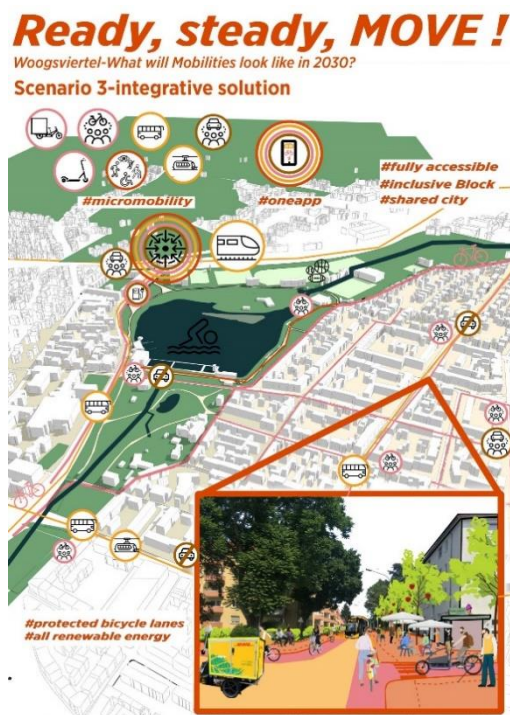 Ready, steady, MOVE !
Woogsviertel-What will Mobilities look like in 2030?
Scenario 3-integrative solution
#fully accessible
#inclusive Block
#shared city
#micromobility
#oneapp
#protected bicycle lanes
#all renewable energy